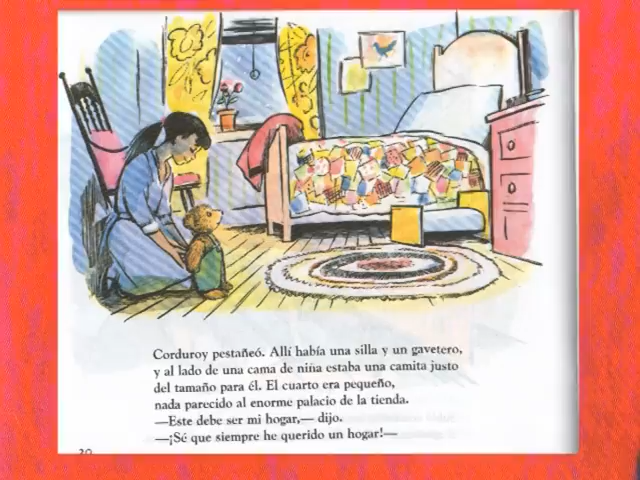 Corduroy pestañeó. Allí había una silla y un gavetero,
y al lado de una cama de niña estaba una camita justo
del tamaño para él. El cuarto era pequeño,
nada parecido al enorme palacio de la tienda.
—Este debe ser mi hogar,— dijo.
—¡Sé que siempre he querido un hogar!—